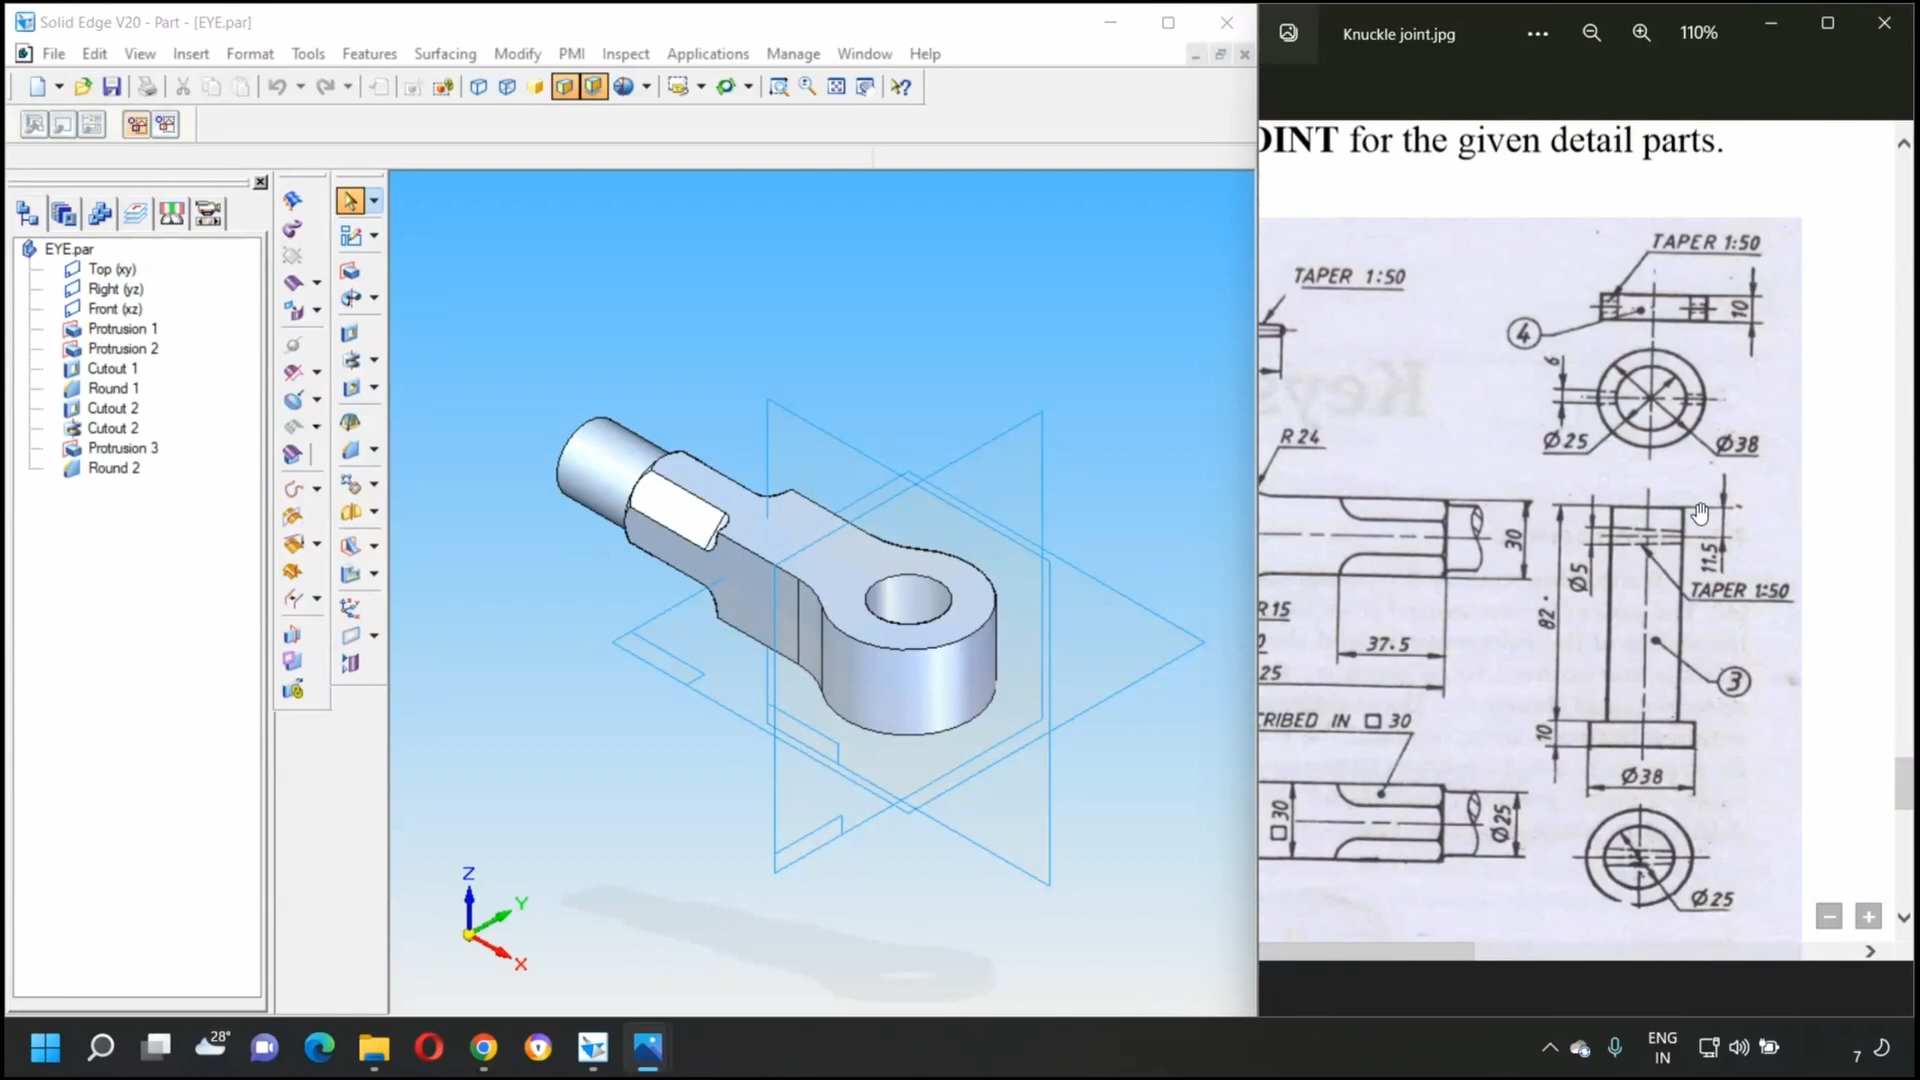 Solid Edge V20 - Part - [EYE.par]
File Edit View Insert Format Tools Features Surfacing Modify PMI Inspect Applications Manage Window Help
EYE.par
Top (xy)
Right (yz)
Front (xz)
Protrusion 1
Protrusion 2
Cutout 1
Round 1
Cutout 2
Cutout 2
Protrusion 3
Round 2
Z
Y
X
Knuckle joint.jpg
110%
OINT for the given detail parts.
TAPER 1:50
TAPER 1:50
10
4
6
Ø25
Ø38
R24
30
Ø5
11.5
TAPER 1:50
82
R15
37.5
3
25
CRIBED IN □ 30
10
Ø38
□30
Ø25
Ø25
28°
ENG
IN
7